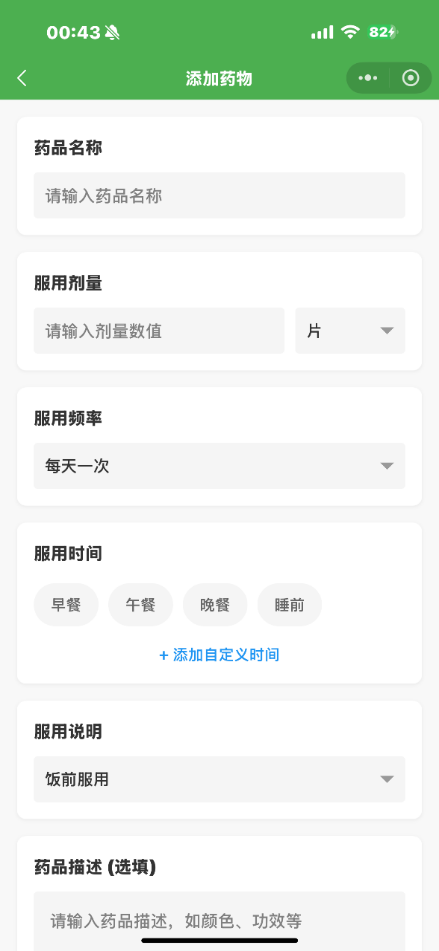 00:43
82
添加药物
药品名称
请输入药品名称
服用剂量
请输入剂量数值
片
服用频率
每天一次
服用时间
早餐 午餐 晚餐 睡前
+ 添加自定义时间
服用说明
饭前服用
药品描述 (选填)
请输入药品描述，如颜色、功效等